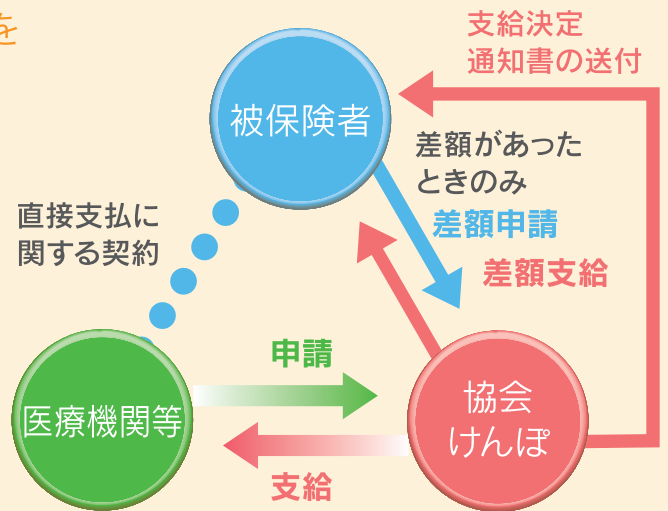 を
支給決定
通知書の送付
被保険者
差額があった
ときのみ
差額申請
差額支給
直接支払に
関する契約
申請
医療機関等
協会
けんぽ
支給